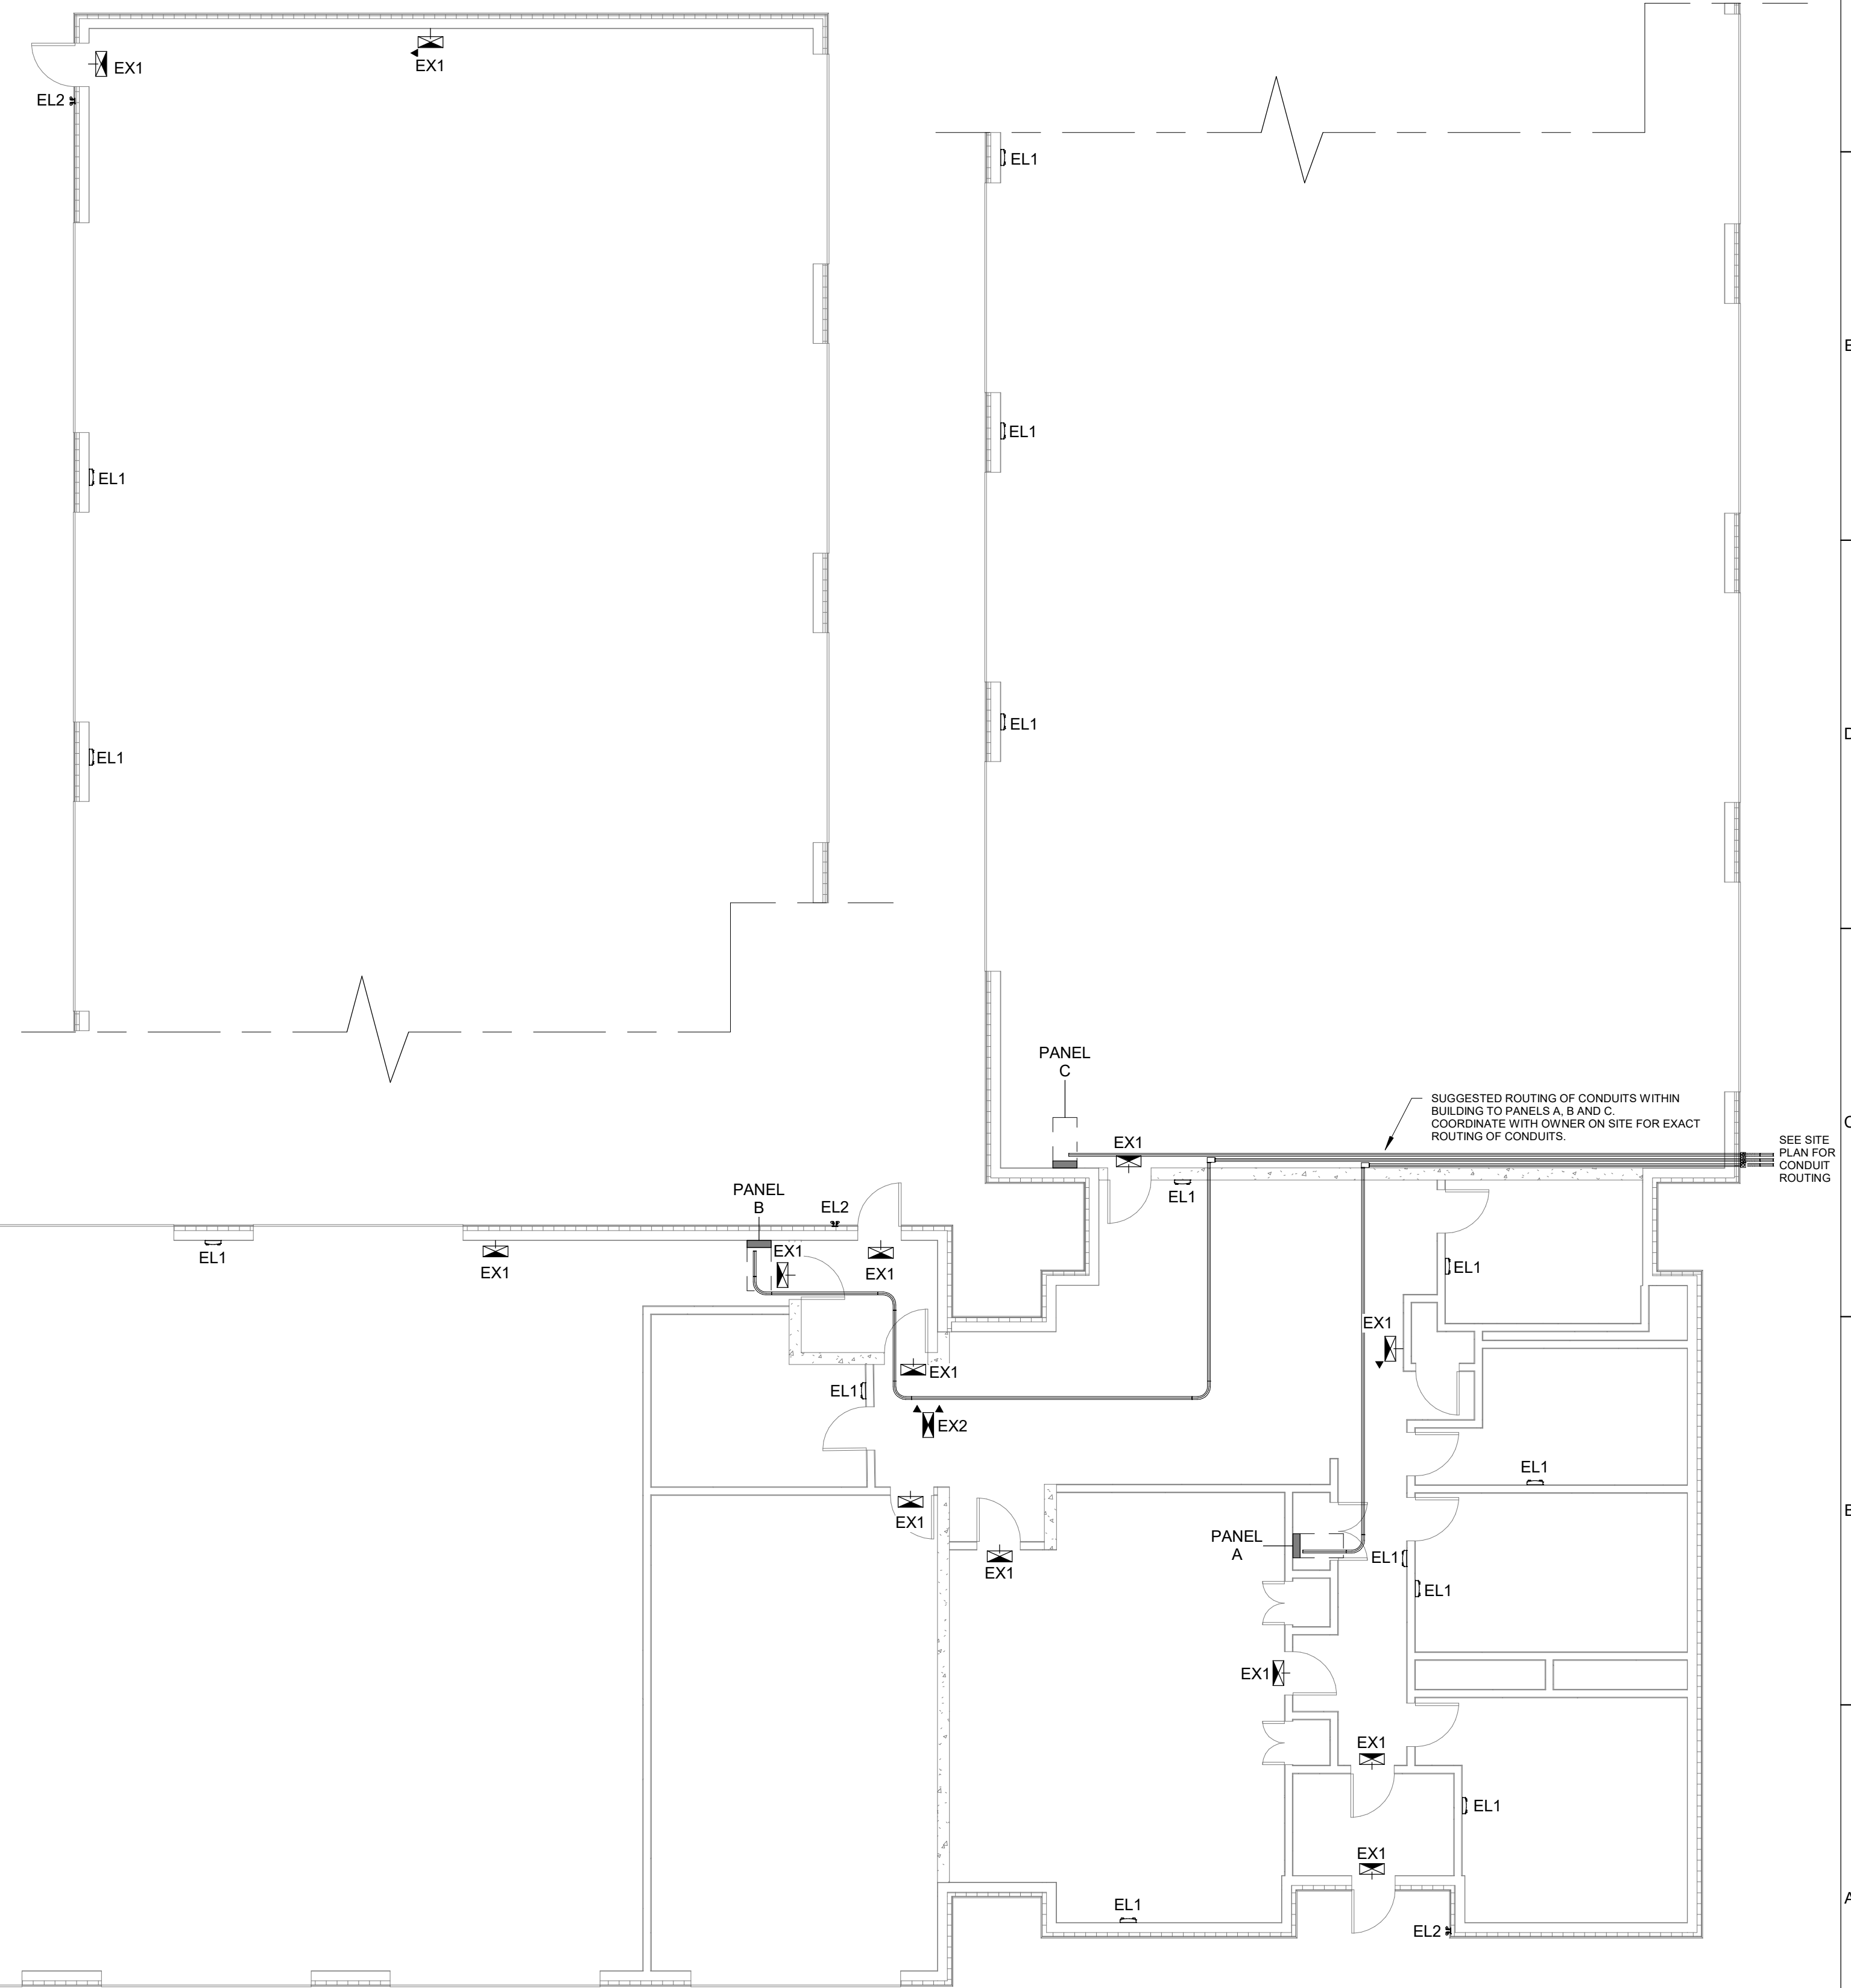 EX1
EX1
EL2
EL1
EL1
EL1
EL1
EL1
PANEL
C
SUGGESTED ROUTING OF CONDUITS WITHIN
BUILDING TO PANELS A, B AND C.
COORDINATE WITH OWNER ON SITE FOR EXACT
ROUTING OF CONDUITS.
EX1
SEE SITE
PLAN FOR
CONDUIT
ROUTING
EL1
PANEL
B
EL2
EL1
EX1
EX1
EX1
EL1
EX1
EX1
EL1
EX2
EL1
EX1
EX1
PANEL
A
EL1
EL1
EX1
EX1
EL1
EX1
EL1
EL2
E
D
C
B
A